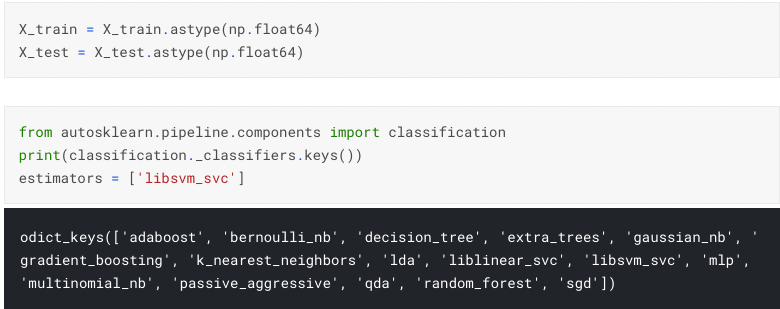 X_train = X_train.astype(np.float64)
X_test = X_test.astype(np.float64)
from autosklearn.pipeline.components import classification
print(classification._classifiers.keys())
estimators = ['libsvm_svc']
odict_keys(['adaboost', 'bernoulli_nb', 'decision_tree', 'extra_trees', 'gaussian_nb', '
gradient_boosting', 'k_nearest_neighbors', 'lda', 'liblinear_svc', 'libsvm_svc', 'mlp',
'multinomial_nb', 'passive_aggressive', 'qda', 'random_forest', 'sgd'])